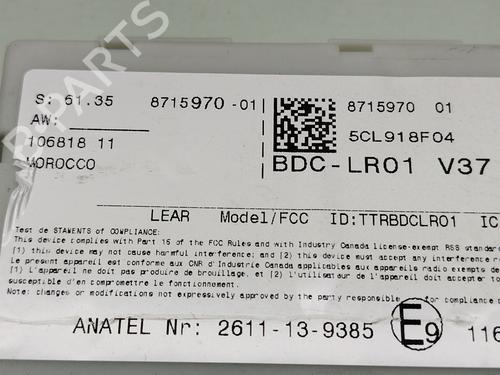 S: 61.35 8715970 -01
8715970 01
AW:
5CL918F04
106818 11
BDC-LR01 V37
MOROCCO
LEAR Model/FCC ID:TTRBDCLR01 IC
Test de STAMENTS of COMPLIANCE:
This device complies with Part 15 of the FCC Rules and with Industry Canada license-exempt RSS standar
(1) this device may not cause harmful interference; and (2) this device must accept any interference
Le present appareil est conforme aux CNR d'Industrie Canada applicables aux appareils radio exempts de
(1) L'appareil ne doit pas produire de brouillage, et (2) L'utilisateur de l'appareil doit
susceptible d'en compromettre le fonctionnement.
Note: changes or modifications not expressively approved by the party responsible for compliance
ANATEL Nr: 2611-13-9385 E9 116